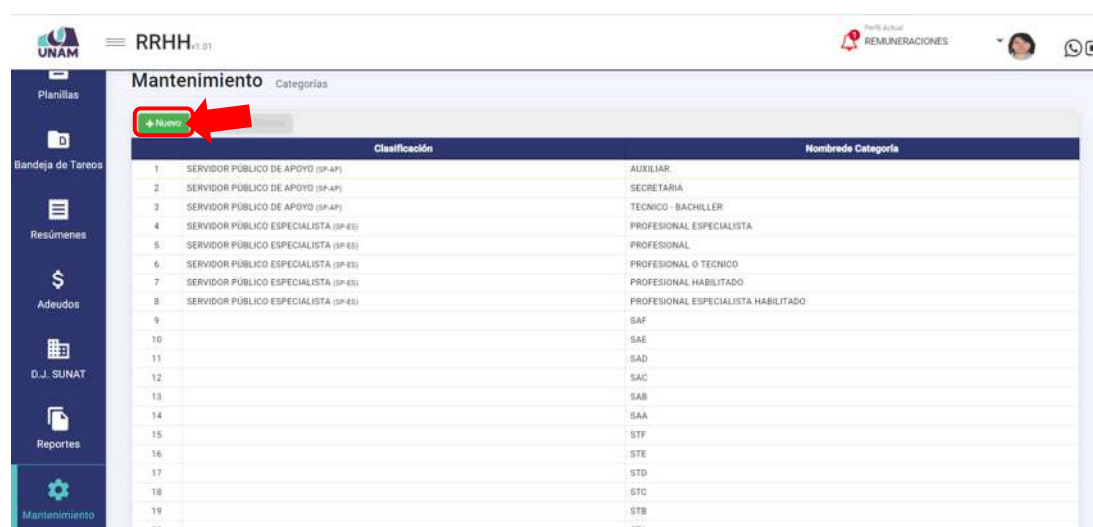 UNAM
RRHH v1.01
Perfil Actual
REMUNERACIONES
Planillas
Bandeja de Tareos
Resúmenes
Adeudos
D.J. SUNAT
Reportes
Mantenimiento
Mantenimiento Categorías
+ Nuevo
Clasificación Nombrede Categoría
1 SERVIDOR PÚBLICO DE APOYO (SP-AP) AUXILIAR.
2 SERVIDOR PÚBLICO DE APOYO (SP-AP) SECRETARIA
3 SERVIDOR PÚBLICO DE APOYO (SP-AP) TECNICO - BACHILLER
4 SERVIDOR PÚBLICO ESPECIALISTA (SP-ES) PROFESIONAL ESPECIALISTA
5 SERVIDOR PÚBLICO ESPECIALISTA (SP-ES) PROFESIONAL
6 SERVIDOR PÚBLICO ESPECIALISTA (SP-ES) PROFESIONAL O TECNICO
7 SERVIDOR PÚBLICO ESPECIALISTA (SP-ES) PROFESIONAL HABILITADO
8 SERVIDOR PÚBLICO ESPECIALISTA (SP-ES) PROFESIONAL ESPECIALISTA HABILITADO
9 SAF
10 SAE
11 SAD
12 SAC
13 SAB
14 SAA
15 STF
16 STE
17 STD
18 STC
19 STB